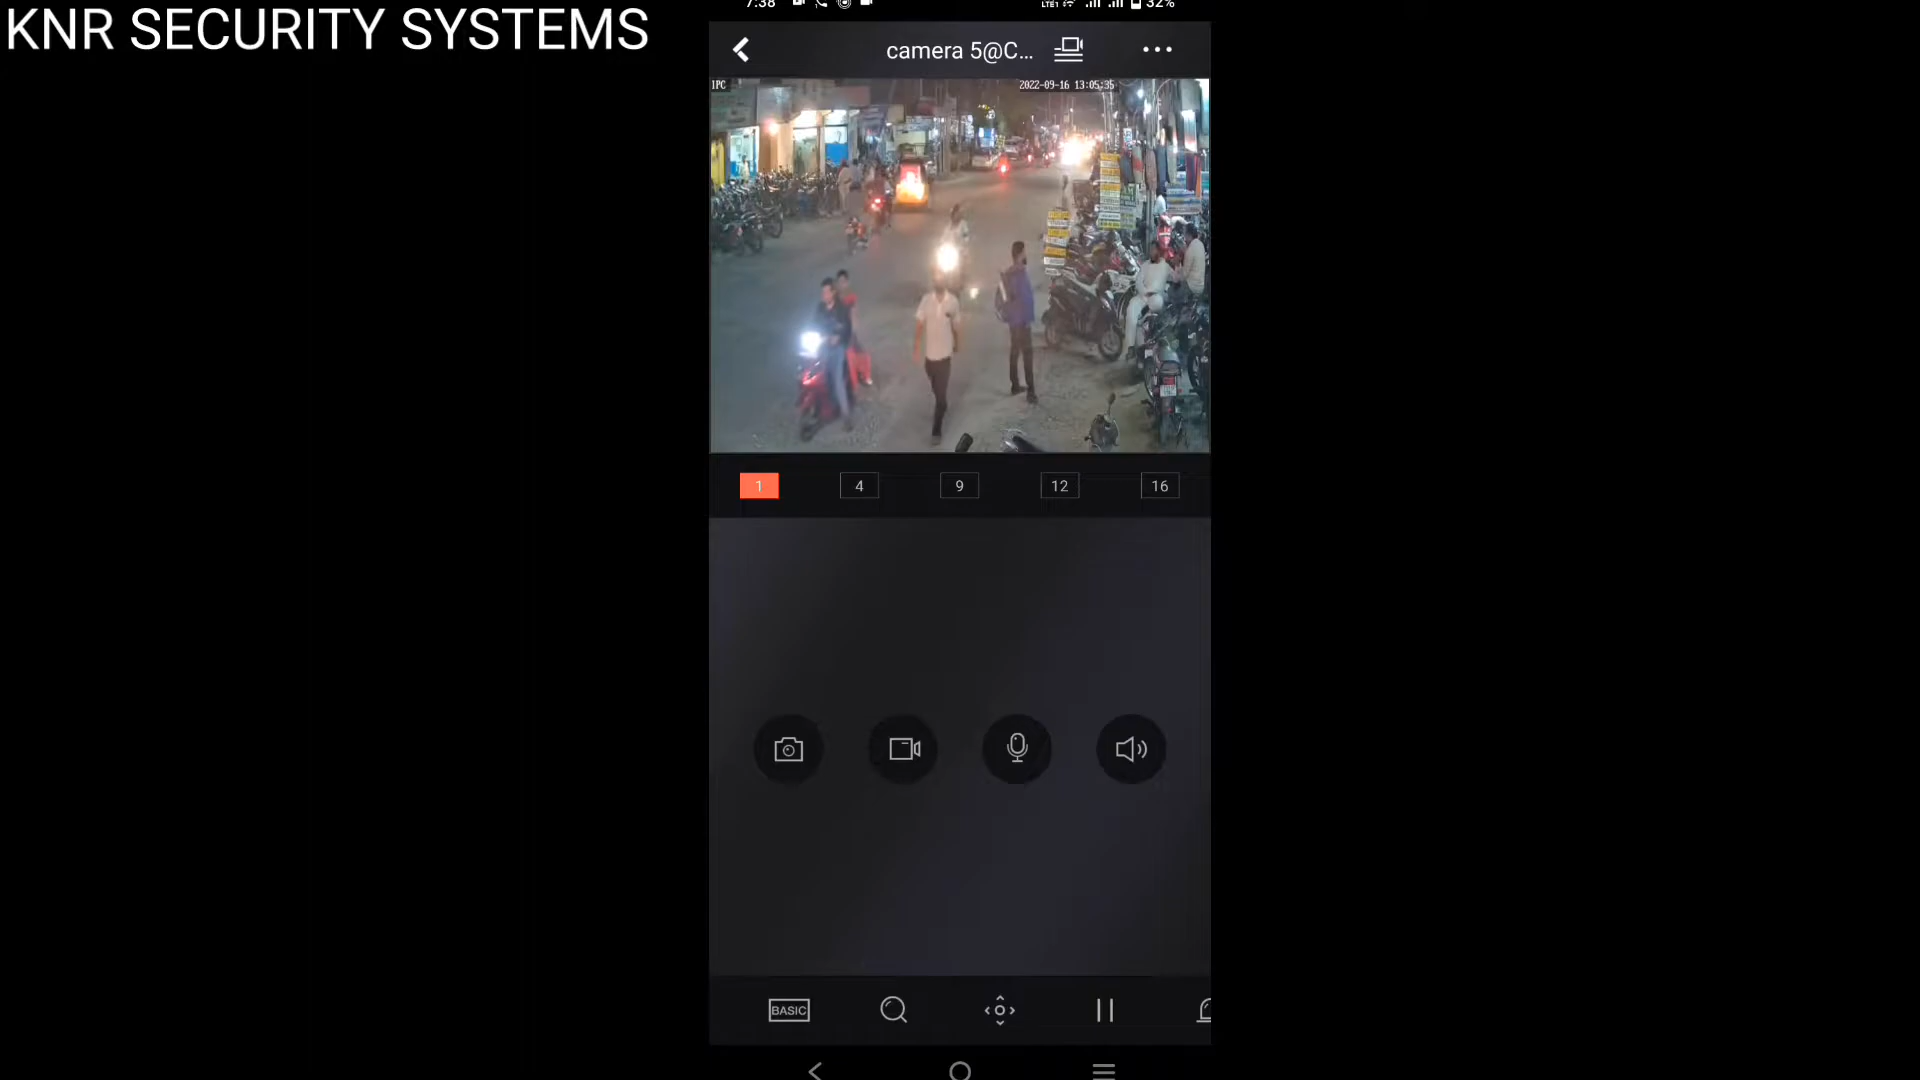 KNR SECURITY SYSTEMS
7:38
LTE1
32%
camera 5@C...
IPC
2022-09-16 13:05:35
1
4
9
12
16
BASIC